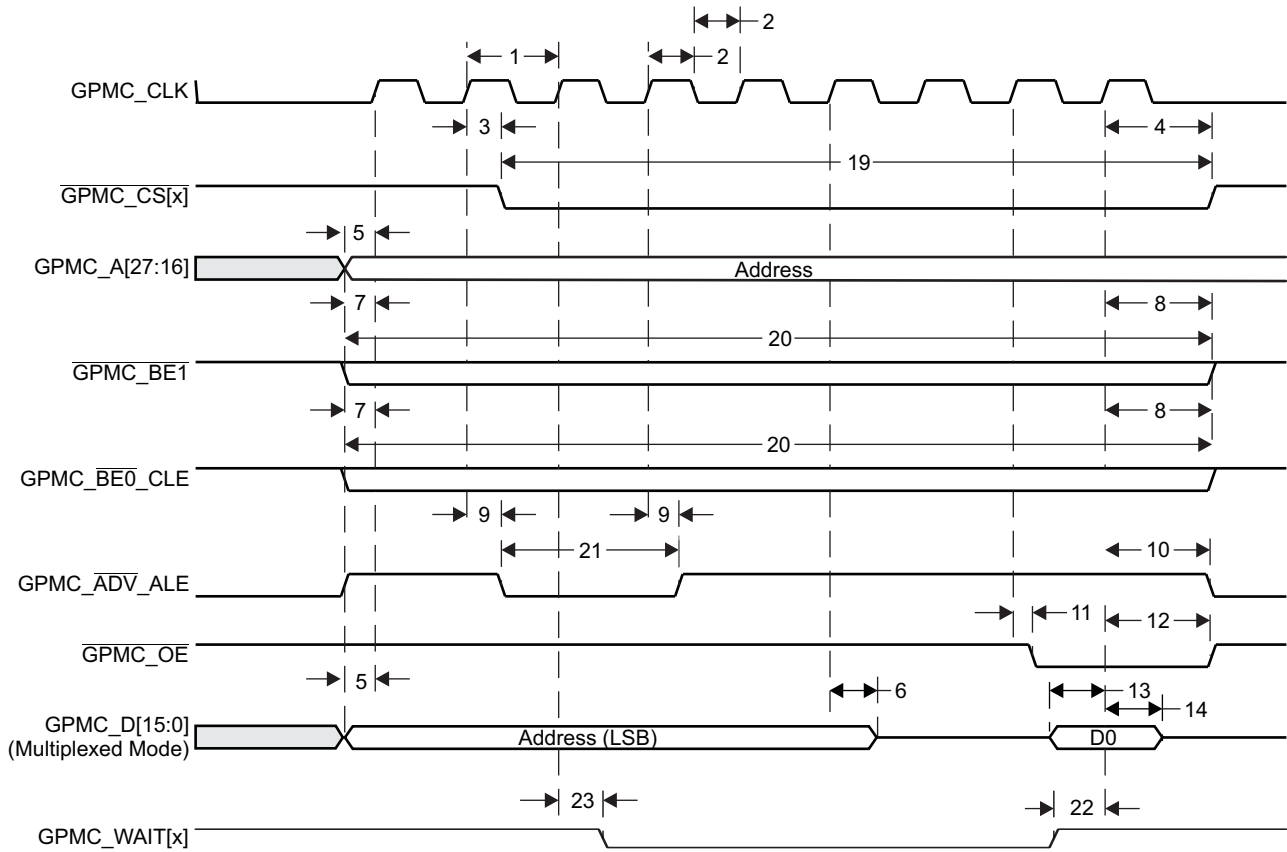 2
1
2
GPMC_CLK
3
4
19
GPMC_CS[x]
5
GPMC_A[27:16]
Address
7
8
20
GPMC_BE1
7
8
20
GPMC_BE0_CLE
9
9
21
10
GPMC_ADV_ALE
11
12
GPMC_OE
5
6
13
14
GPMC_D[15:0]
(Multiplexed Mode)
Address (LSB)
D0
23
22
GPMC_WAIT[x]